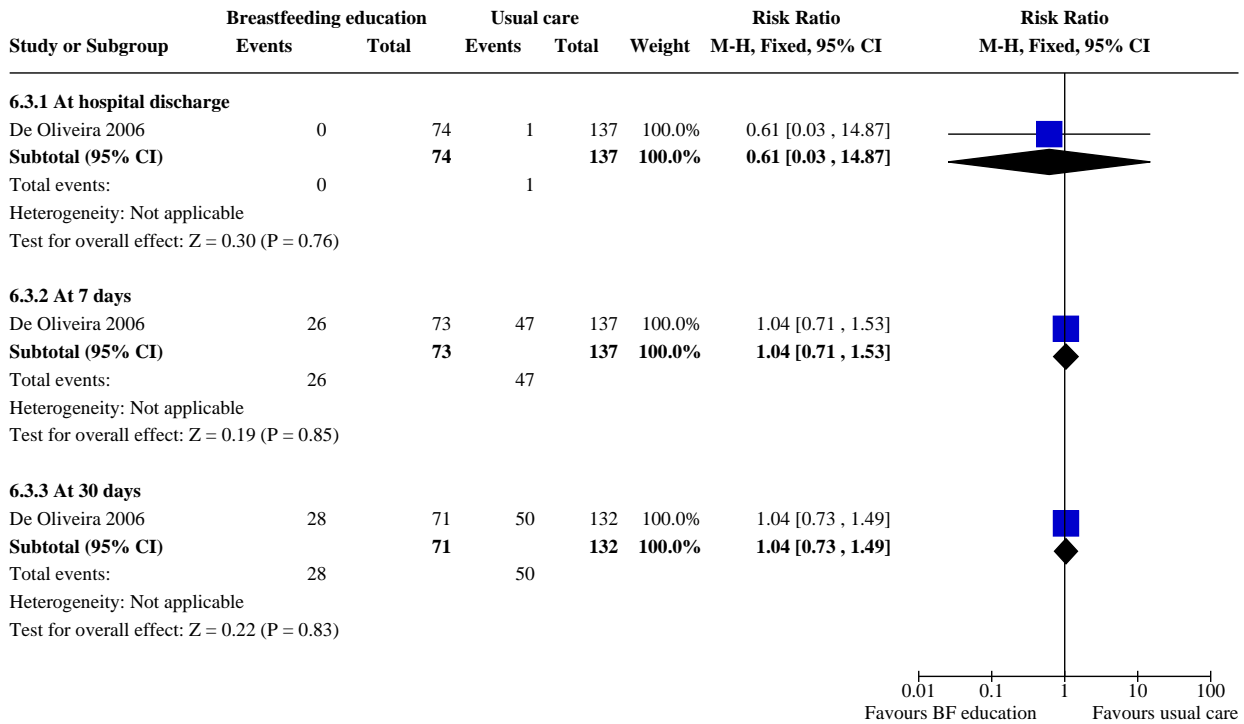 Breastfeeding education Usual care Risk Ratio Risk Ratio
Study or Subgroup Events Total Events Total Weight M-H, Fixed, 95% CI M-H, Fixed, 95% CI
6.3.1 At hospital discharge
De Oliveira 2006 0 74 1 137 100.0% 0.61 [0.03 , 14.87]
Subtotal (95% CI) 74 137 100.0% 0.61 [0.03 , 14.87]
Total events: 0 1
Heterogeneity: Not applicable
Test for overall effect: Z = 0.30 (P = 0.76)
6.3.2 At 7 days
De Oliveira 2006 26 73 47 137 100.0% 1.04 [0.71 , 1.53]
Subtotal (95% CI) 73 137 100.0% 1.04 [0.71 , 1.53]
Total events: 26 47
Heterogeneity: Not applicable
Test for overall effect: Z = 0.19 (P = 0.85)
6.3.3 At 30 days
De Oliveira 2006 28 71 50 132 100.0% 1.04 [0.73 , 1.49]
Subtotal (95% CI) 71 132 100.0% 1.04 [0.73 , 1.49]
Total events: 28 50
Heterogeneity: Not applicable
Test for overall effect: Z = 0.22 (P = 0.83)
0.01 0.1 1 10 100
Favours BF education Favours usual care